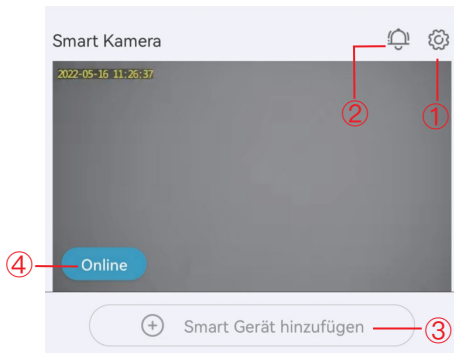 Smart Kamera
②
①
2022-05-16 11:26:37
④
Online
Smart Gerät hinzufügen
③